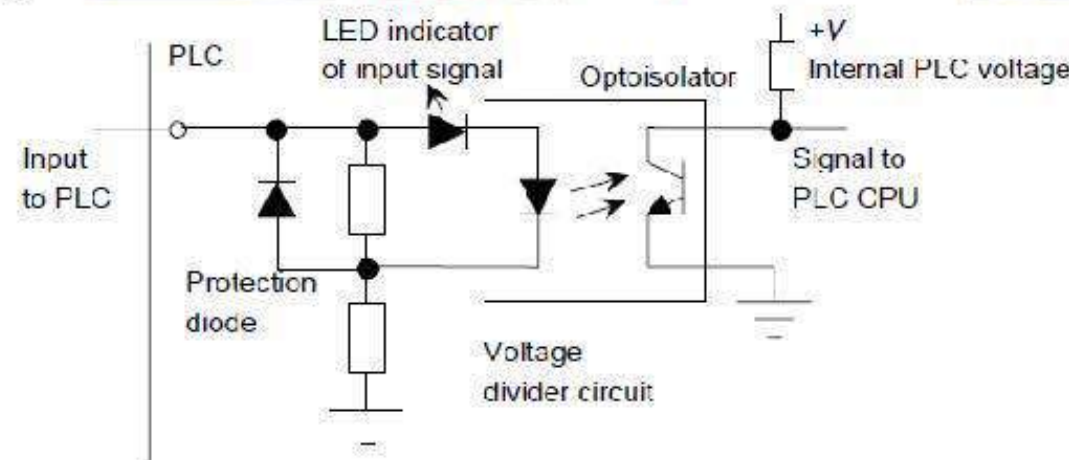 PLC
LED indicator
of input signal
Optoisolator
+V
Internal PLC voltage
Input
to PLC
Signal to
PLC CPU
Protection
diode
Voltage
divider circuit